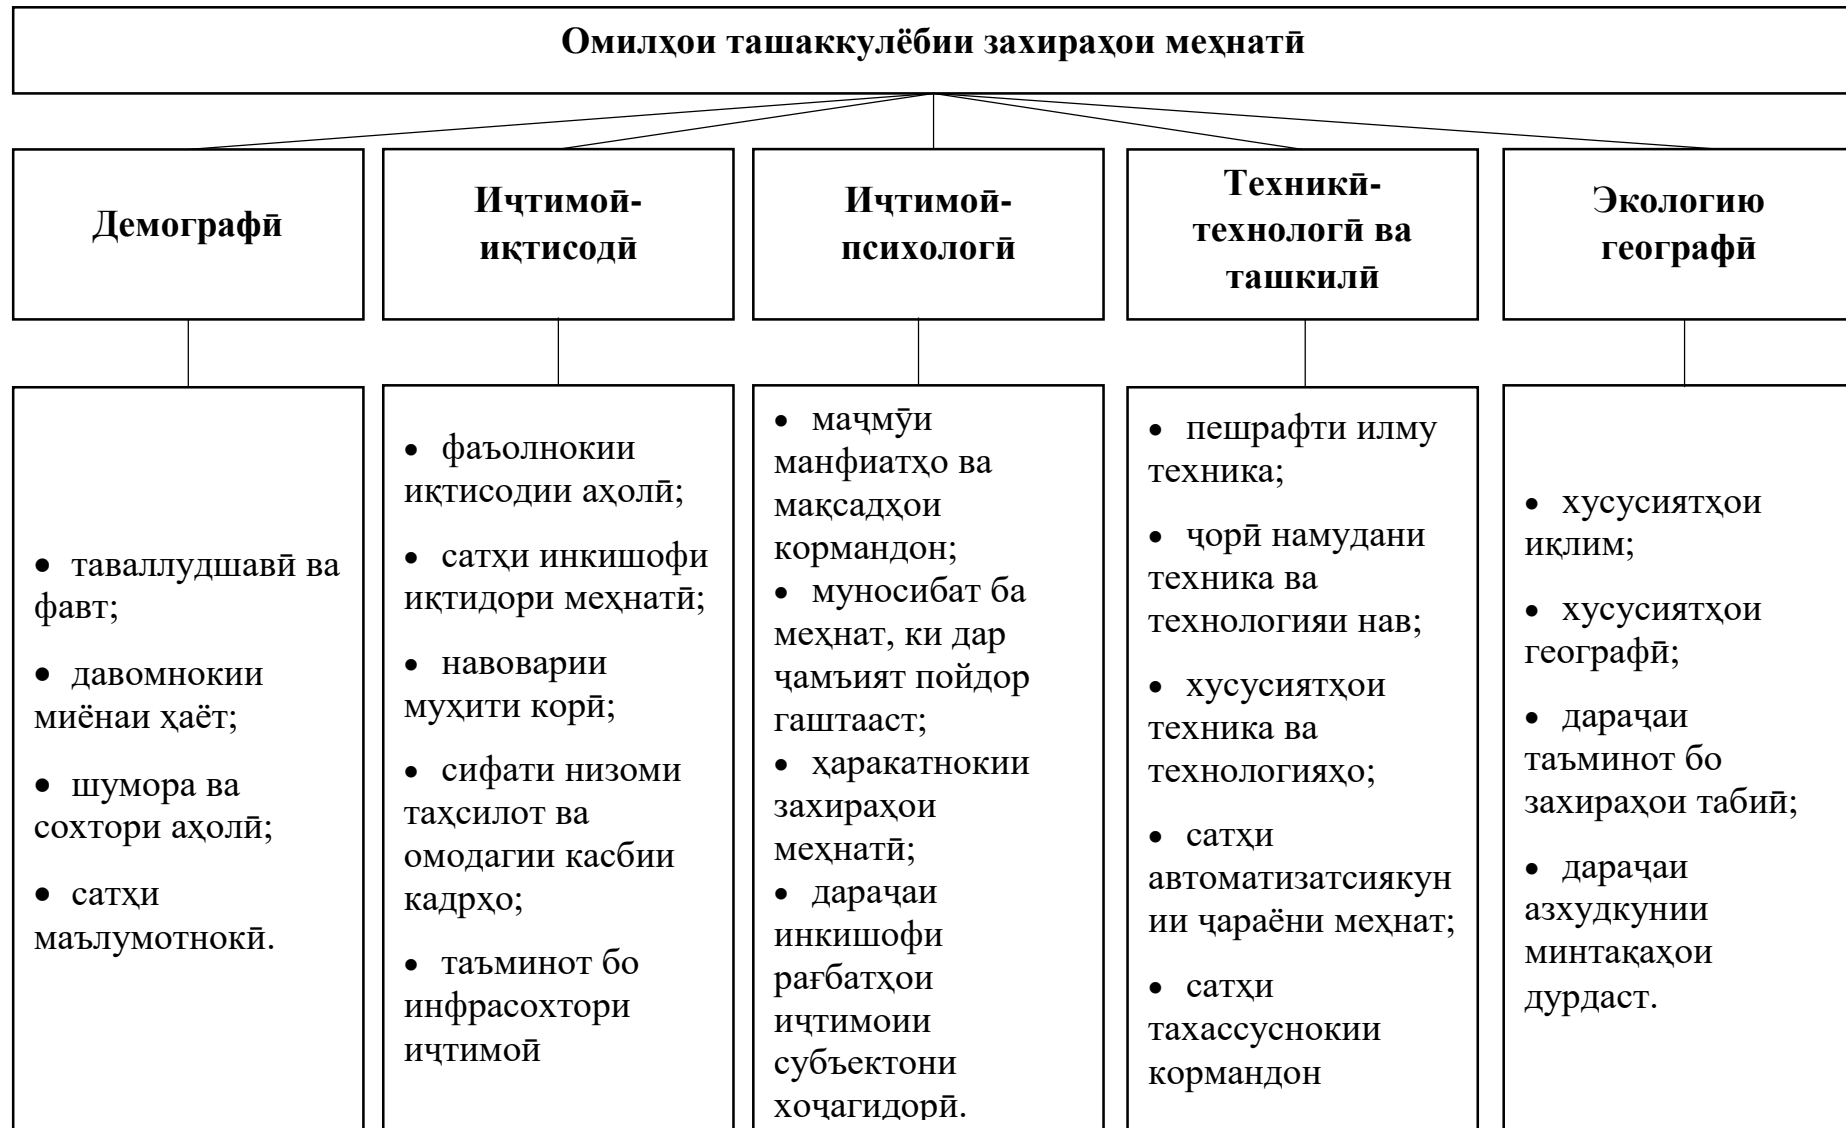 Омилҳои ташаккулёбии захираҳои меҳнатӣ
Демографӣ
Иҷтимоӣ-
иқтисодӣ
Иҷтимоӣ-
психологӣ
Техникӣ-
технологӣ ва
ташкилӣ
Экологию
географӣ
• таваллудшавӣ ва
фавт;
• давомнокии
миёнаи ҳаёт;
• шумора ва
сохтори аҳолӣ;
• сатҳи
маълумотнокӣ.
• фаъолнокии
иқтисодии аҳолӣ;
• сатҳи инкишофи
иқтидори меҳнатӣ;
• навоварии
муҳити корӣ;
• сифати низоми
таҳсилот ва
омодагии касбии
кадрҳо;
• таъминот бо
инфрасохтори
иҷтимоӣ
• маҷмӯи
манфиатҳо ва
мақсадҳои
кормандон;
• муносибат ба
меҳнат, ки дар
ҷамъият пойдор
гаштааст;
• ҳаракатнокии
захираҳои
меҳнатӣ;
• дараҷаи
инкишофи
рағбатҳои
иҷтимоии
субъектони
хоҷагидорӣ.
• пешрафти илму
техника;
• ҷорӣ намудани
техника ва
технологияи нав;
• хусусиятҳои
техника ва
технологияҳо;
• сатҳи
автоматизатсиякун
ии ҷараёни меҳнат;
• сатҳи
тахассуснокии
кормандон
• хусусиятҳои
иқлим;
• хусусиятҳои
географӣ;
• дараҷаи
таъминот бо
захираҳои табиӣ;
• дараҷаи
азхудкунии
минтақаҳои
дурдаст.